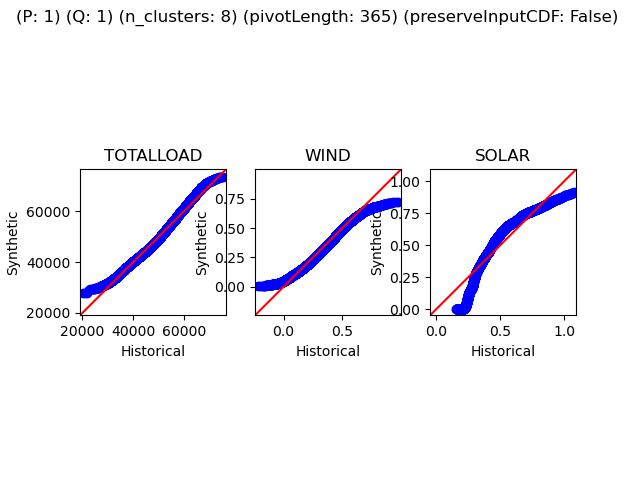 (P: 1) (Q: 1) (n_clusters: 8) (pivotLength: 365) (preserveInputCDF: False)
TOTALLOAD
Synthetic
60000
40000
20000
20000 40000 60000
Historical
WIND
Synthetic
0.75
0.50
0.25
0.00
0.0 0.5
Historical
SOLAR
Synthetic
1.00
0.75
0.50
0.25
0.00
0.0 0.5 1.0
Historical